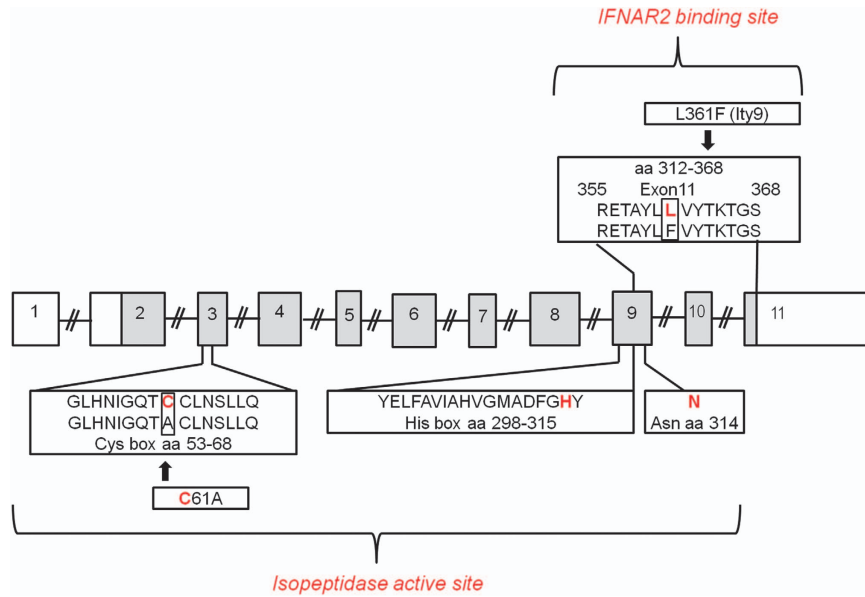 IFNAR2 binding site
L361F (Ity9)
aa 312-368
355 Exon11 368
RETAYL L VYTKTGS
RETAYL F VYTKTGS
1 2 3 4 5 6 7 8 9 10 11
GLHNIGQT C CLNSLLQ
GLHNIGQT A CLNSLLQ
Cys box aa 53-68
YELFAVIAHVGMADFGHY
His box aa 298-315
N
Asn aa 314
C61A
Isopeptidase active site